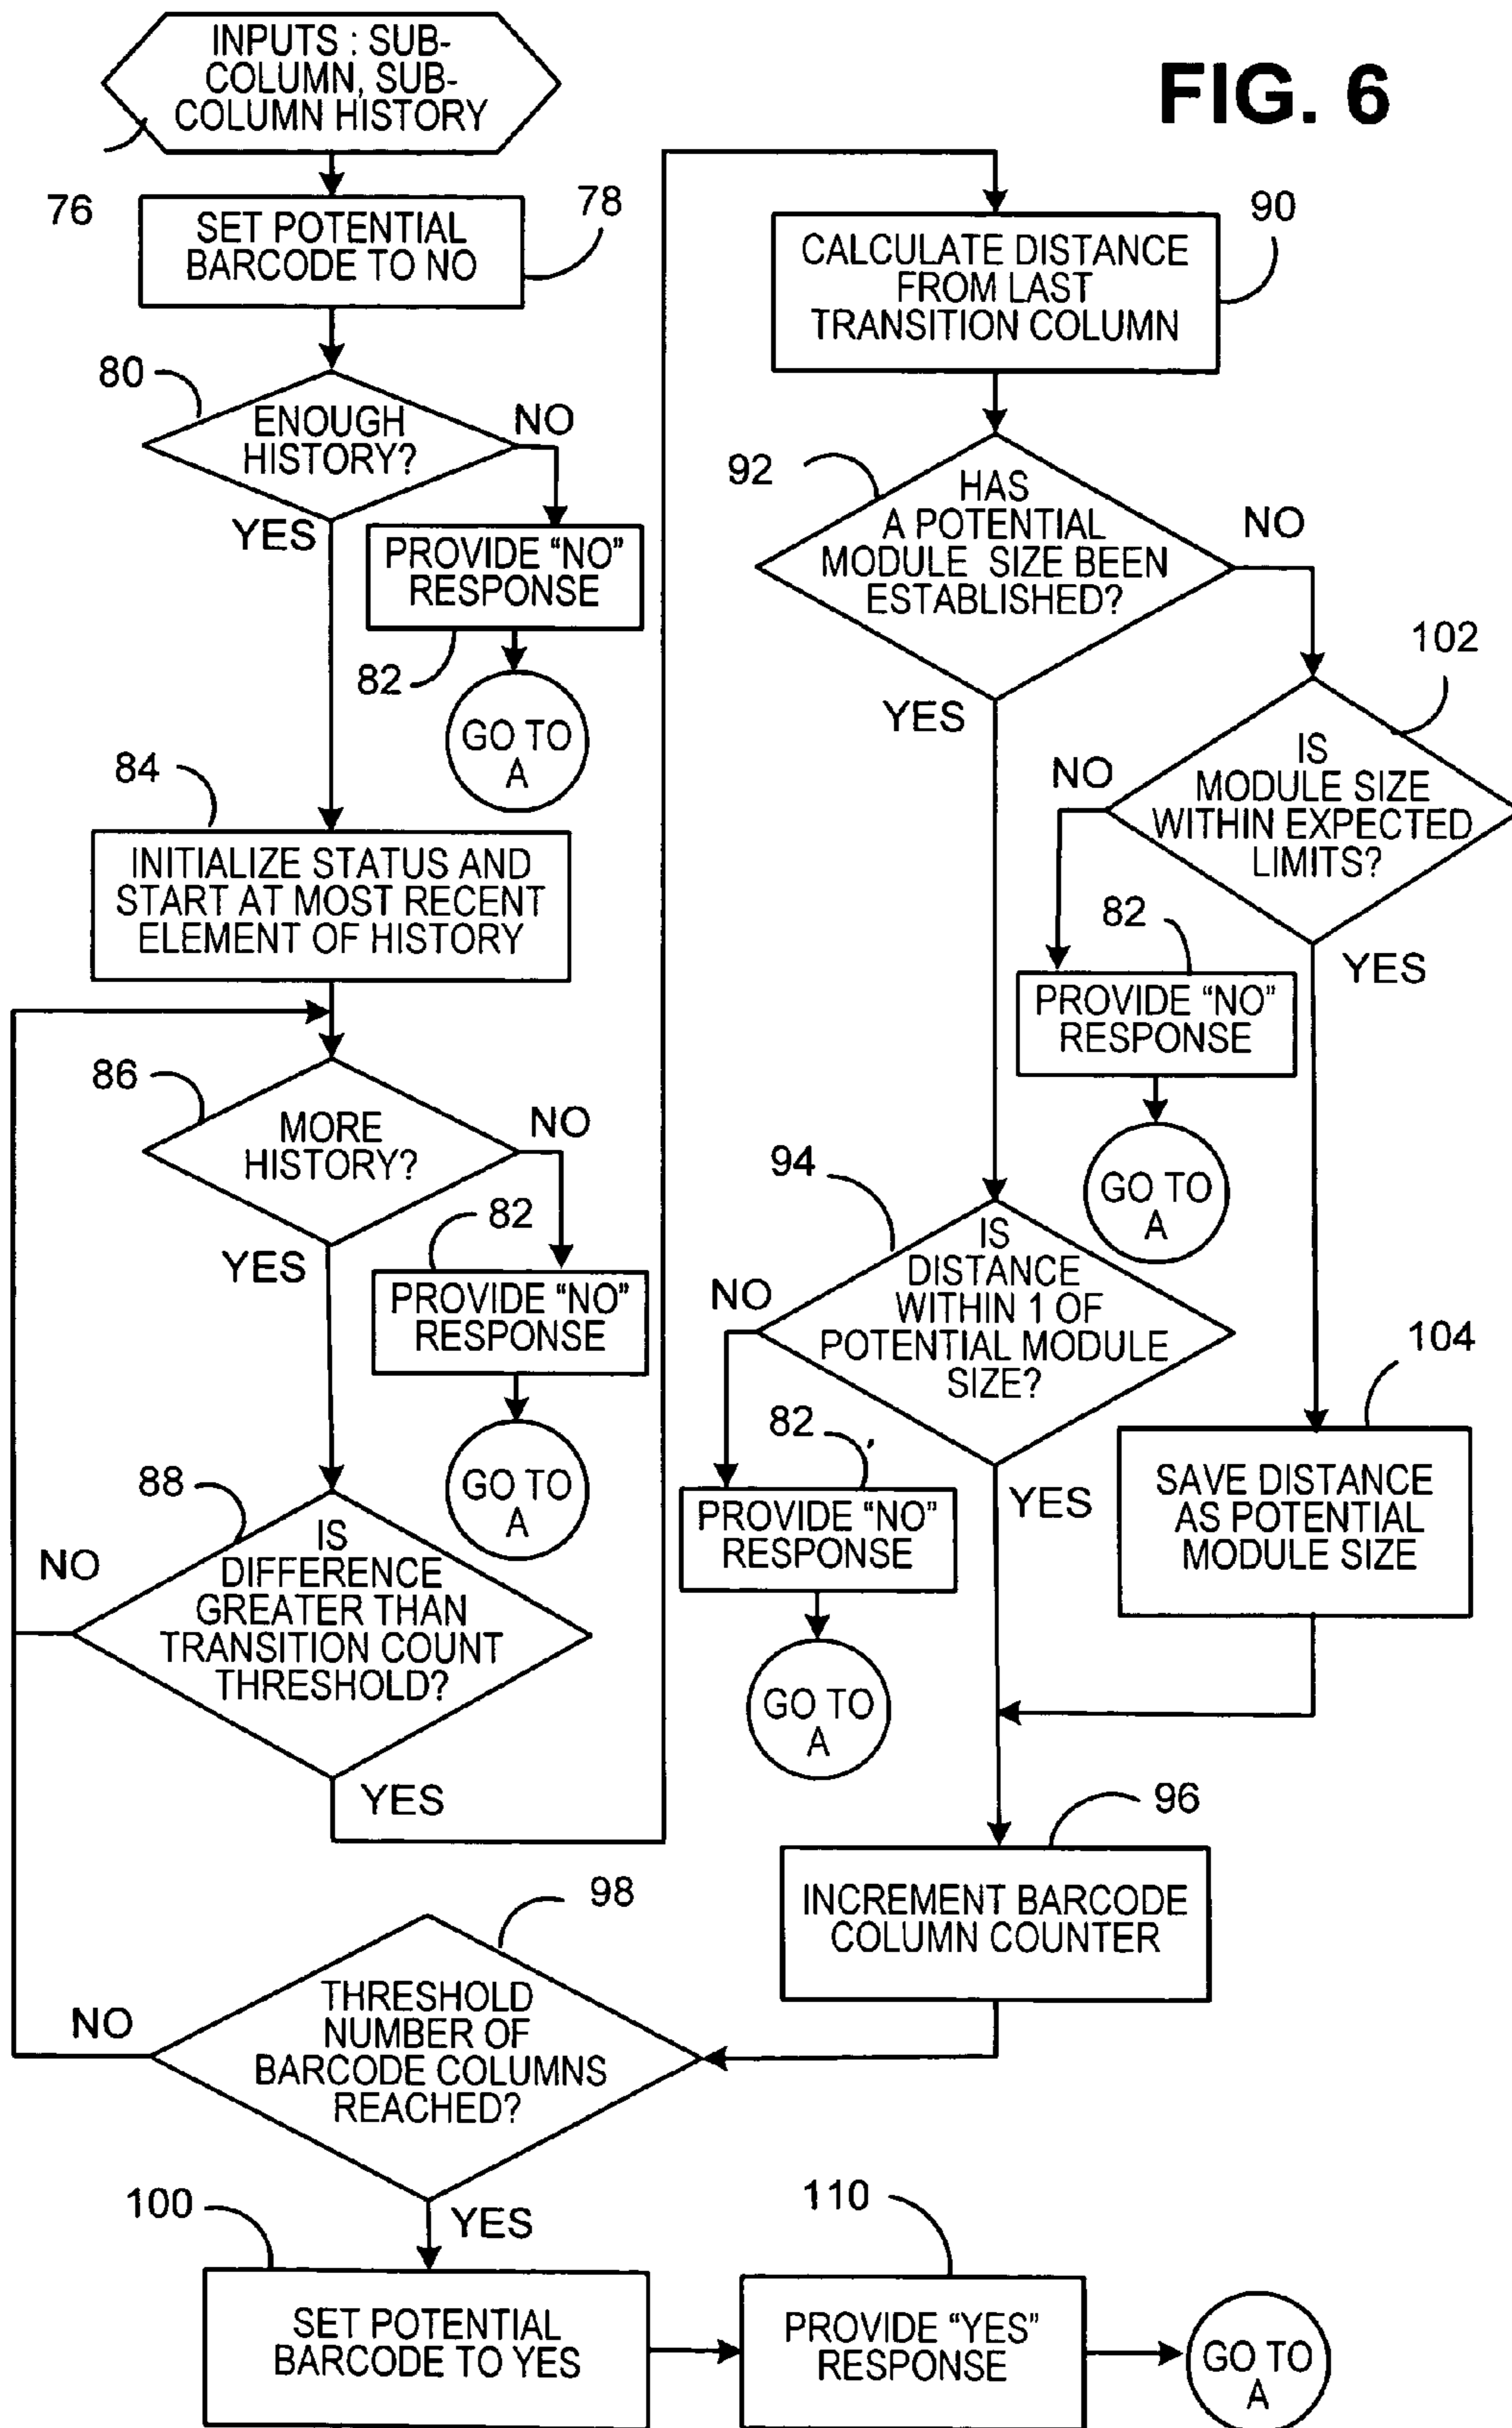 FIG. 6
INPUTS : SUB-
COLUMN, SUB-
COLUMN HISTORY
76
SET POTENTIAL
BARCODE TO NO
78
80
ENOUGH
HISTORY?
NO
YES
PROVIDE “NO”
RESPONSE
82
GO TO
A
84
INITIALIZE STATUS AND
START AT MOST RECENT
ELEMENT OF HISTORY
86
MORE
HISTORY?
NO
YES
82
PROVIDE “NO”
RESPONSE
GO TO
A
88
IS
DIFFERENCE
GREATER THAN
TRANSITION COUNT
THRESHOLD?
NO
YES
90
CALCULATE DISTANCE
FROM LAST
TRANSITION COLUMN
92
HAS
A POTENTIAL
MODULE SIZE BEEN
ESTABLISHED?
NO
YES
102
IS
MODULE SIZE
WITHIN EXPECTED
LIMITS?
NO
YES
82
PROVIDE “NO”
RESPONSE
GO TO
A
94
IS
DISTANCE
WITHIN 1 OF
POTENTIAL MODULE
SIZE?
NO
YES
82
PROVIDE “NO”
RESPONSE
GO TO
A
104
SAVE DISTANCE
AS POTENTIAL
MODULE SIZE
96
INCREMENT BARCODE
COLUMN COUNTER
98
THRESHOLD
NUMBER OF
BARCODE COLUMNS
REACHED?
NO
YES
100
SET POTENTIAL
BARCODE TO YES
110
PROVIDE “YES”
RESPONSE
GO TO
A